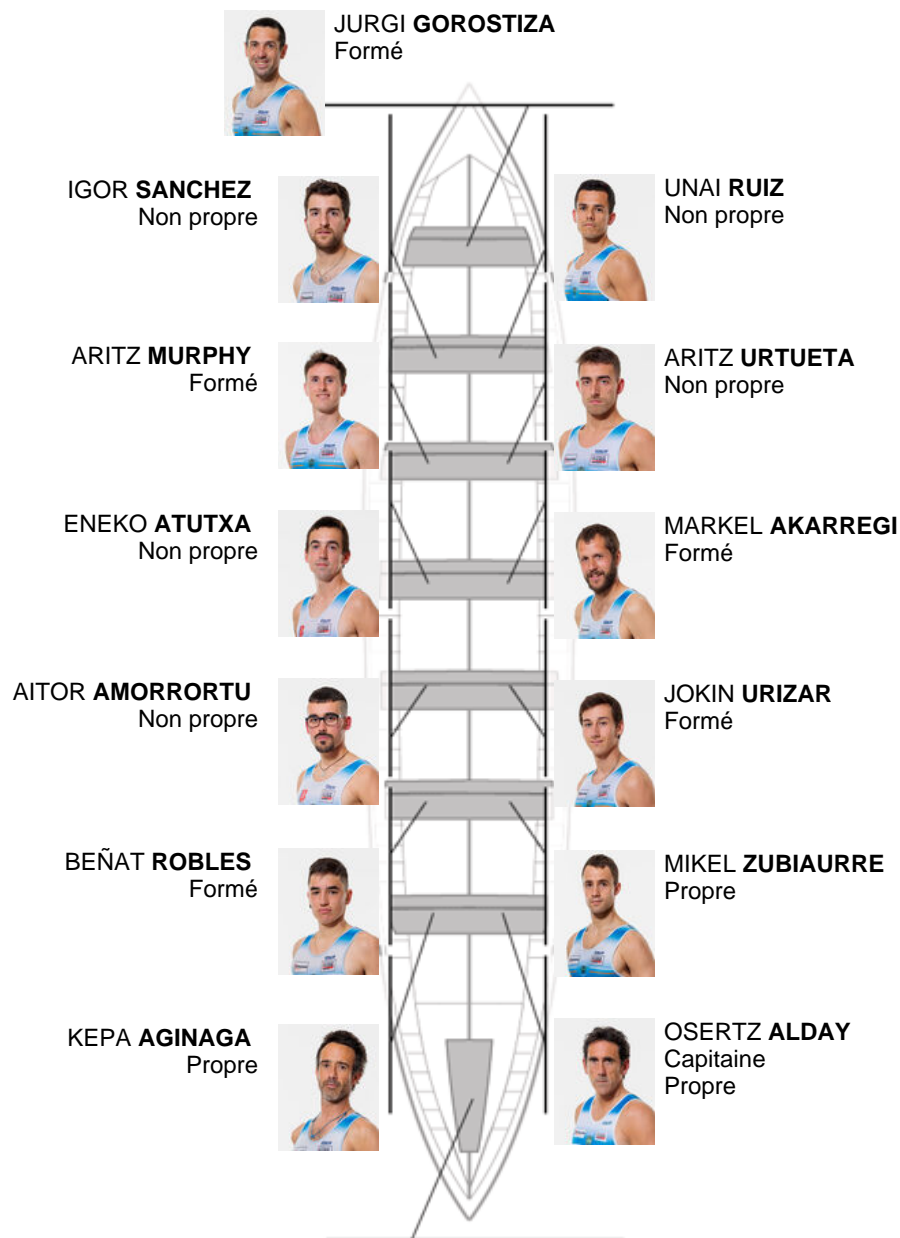 JURGI GOROSTIZA
Formé
IGOR SANCHEZ
Non propre
UNAI RUIZ
Non propre
ARITZ MURPHY
Formé
ARITZ URTUETA
Non propre
ENEKO ATUTXA
Non propre
MARKEL AKARREGI
Formé
AITOR AMORRORTU
Non propre
JOKIN URIZAR
Formé
BEÑAT ROBLES
Formé
MIKEL ZUBIAURRE
Propre
KEPA AGINAGA
Propre
OSERTZ ALDAY
Capitaine
Propre